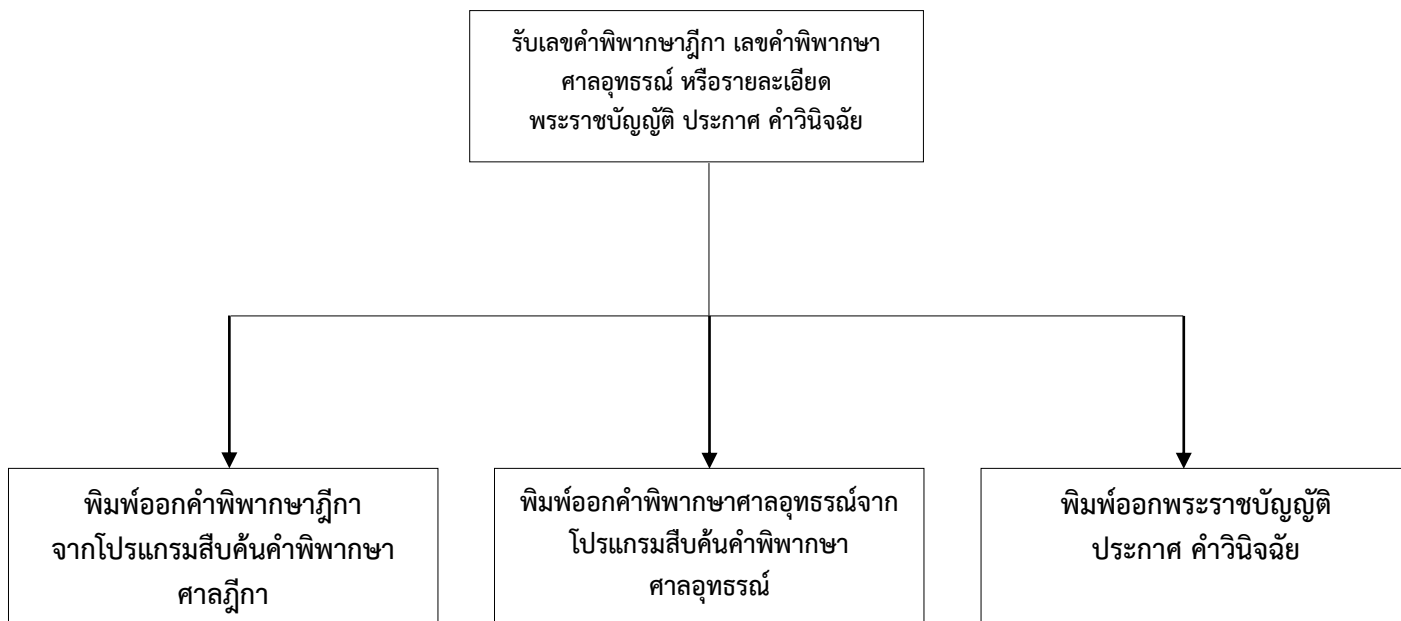 รับเลขคำพิพากษาฎีกา เลขคำพิพากษา
ศาลอุทธรณ์ หรือรายละเอียด
พระราชบัญญัติ ประกาศ คำวินิจฉัย
พิมพ์ออกคำพิพากษาฎีกา
จากโปรแกรมสืบค้นคำพิพากษา
ศาลฎีกา
พิมพ์ออกคำพิพากษาศาลอุทธรณ์จาก
โปรแกรมสืบค้นคำพิพากษา
ศาลอุทธรณ์
พิมพ์ออกพระราชบัญญัติ
ประกาศ คำวินิจฉัย